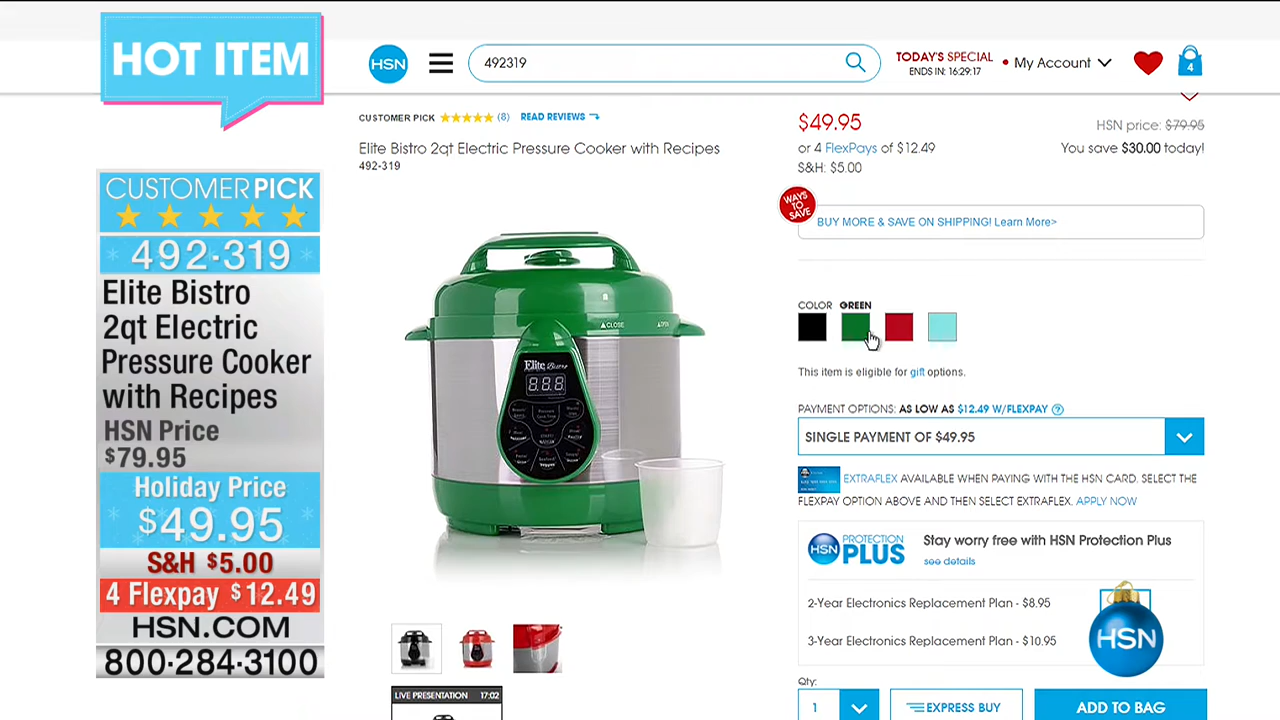 HOT ITEM
HSN
492319
TODAY'S SPECIAL
ENDS IN: 16:29:17
My Account
4
CUSTOMER PICK
492-319
Elite Bistro
2qt Electric
Pressure Cooker
with Recipes
HSN Price
$79.95
Holiday Price
$49.95
S&H $5.00
4 Flexpay $12.49
HSN.COM
800-284-3100
CUSTOMER PICK (8) READ REVIEWS
Elite Bistro 2qt Electric Pressure Cooker with Recipes
492-319
▲CLOSE ▲OPEN
Elite Bistro
8.8.8.
LIVE PRESENTATION 17:02
$49.95
HSN price: $79.95
or 4 FlexPays of $12.49
You save $30.00 today!
S&H: $5.00
WAYS
TO
SAVE
BUY MORE & SAVE ON SHIPPING! Learn More>
COLOR GREEN
This item is eligible for gift options.
PAYMENT OPTIONS: AS LOW AS $12.49 W/FLEXPAY ?
SINGLE PAYMENT OF $49.95
EXTRAFLEX AVAILABLE WHEN PAYING WITH THE HSN CARD. SELECT THE
FLEXPAY OPTION ABOVE AND THEN SELECT EXTRAFLEX. APPLY NOW
HSN PROTECTION PLUS
Stay worry free with HSN Protection Plus
see details
2-Year Electronics Replacement Plan - $8.95
3-Year Electronics Replacement Plan - $10.95
HSN
Qty:
1
EXPRESS BUY
ADD TO BAG